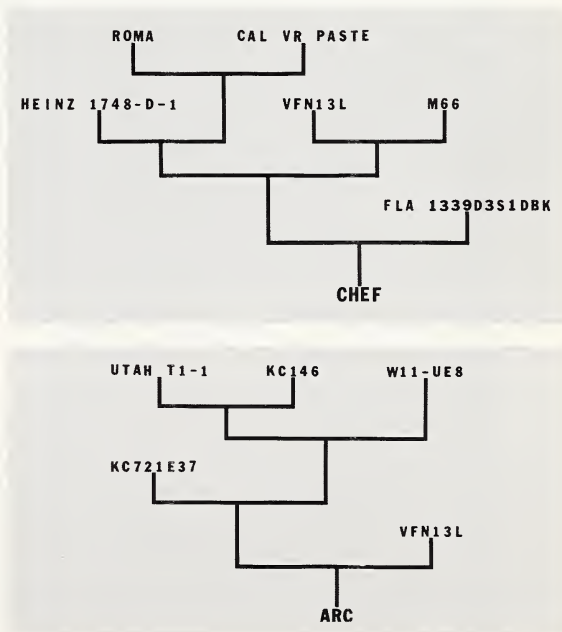 ROMA CAL VR PASTE
HEINZ 1748-D-1 VFN13L M66
FLA 1339D3S1DBK
CHEF
UTAH T1-1 KC146 W11-UE8
KC721E37
VFN13L
ARC